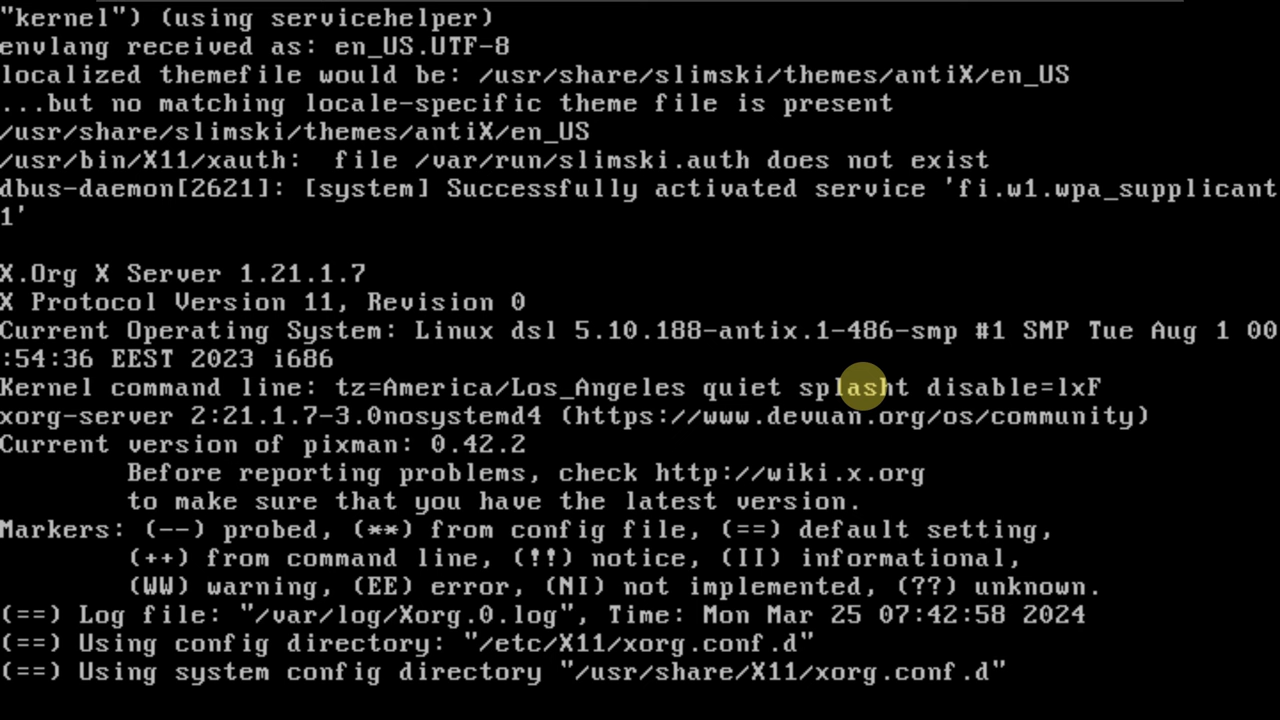 "kernel") (using servicehelper)
envlang received as: en_US.UTF-8
localized themefile would be: /usr/share/slimski/themes/antiX/en_US
...but no matching locale-specific theme file is present
/usr/share/slimski/themes/antiX/en_US
/usr/bin/X11/xauth:  file /var/run/slimski.auth does not exist
dbus-daemon[2621]: [system] Successfully activated service 'fi.w1.wpa_supplicant
1'
X.Org X Server 1.21.1.7
X Protocol Version 11, Revision 0
Current Operating System: Linux dsl 5.10.188-antix.1-486-smp #1 SMP Tue Aug 1 00
:54:36 EEST 2023 i686
Kernel command line: tz=America/Los_Angeles quiet splasht disable=lxF
xorg-server 2:21.1.7-3.0nosystemd4 (https://www.devuan.org/os/community)
Current version of pixman: 0.42.2
        Before reporting problems, check http://wiki.x.org
        to make sure that you have the latest version.
Markers: (--) probed, (**) from config file, (==) default setting,
        (++) from command line, (!!) notice, (II) informational,
        (WW) warning, (EE) error, (NI) not implemented, (??) unknown.
(==) Log file: "/var/log/Xorg.0.log", Time: Mon Mar 25 07:42:58 2024
(==) Using config directory: "/etc/X11/xorg.conf.d"
(==) Using system config directory "/usr/share/X11/xorg.conf.d"